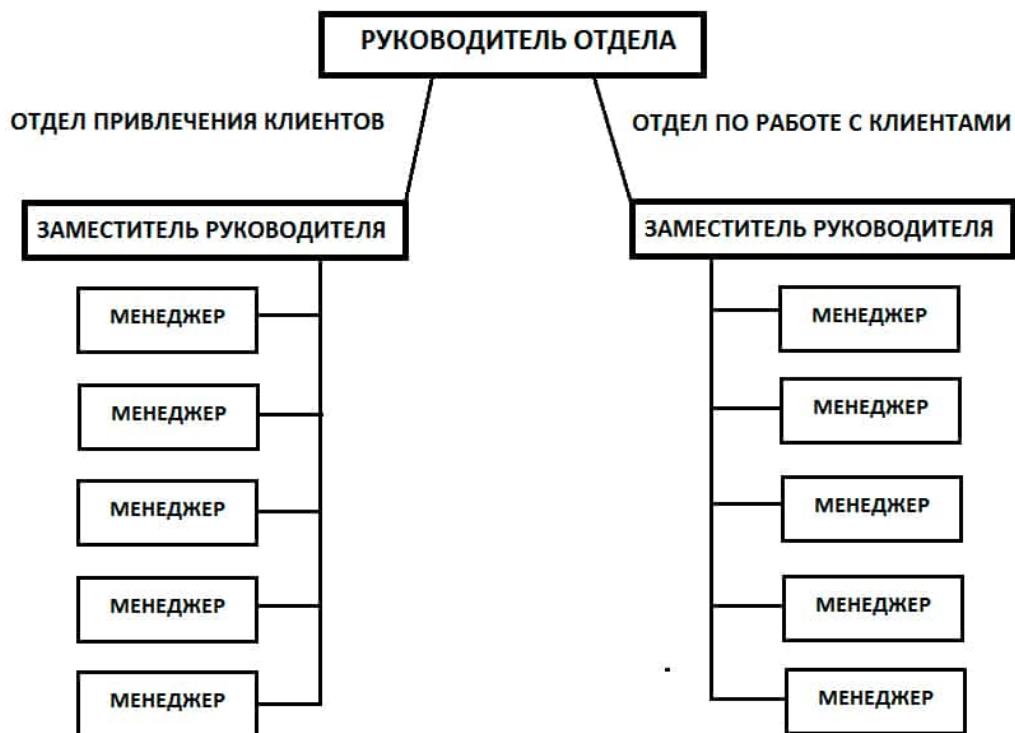 РУКОВОДИТЕЛЬ ОТДЕЛА
ОТДЕЛ ПРИВЛЕЧЕНИЯ КЛИЕНТОВ
ОТДЕЛ ПО РАБОТЕ С КЛИЕНТАМИ
ЗАМЕСТИТЕЛЬ РУКОВОДИТЕЛЯ
ЗАМЕСТИТЕЛЬ РУКОВОДИТЕЛЯ
МЕНЕДЖЕР
МЕНЕДЖЕР
МЕНЕДЖЕР
МЕНЕДЖЕР
МЕНЕДЖЕР
МЕНЕДЖЕР
МЕНЕДЖЕР
МЕНЕДЖЕР
МЕНЕДЖЕР
МЕНЕДЖЕР